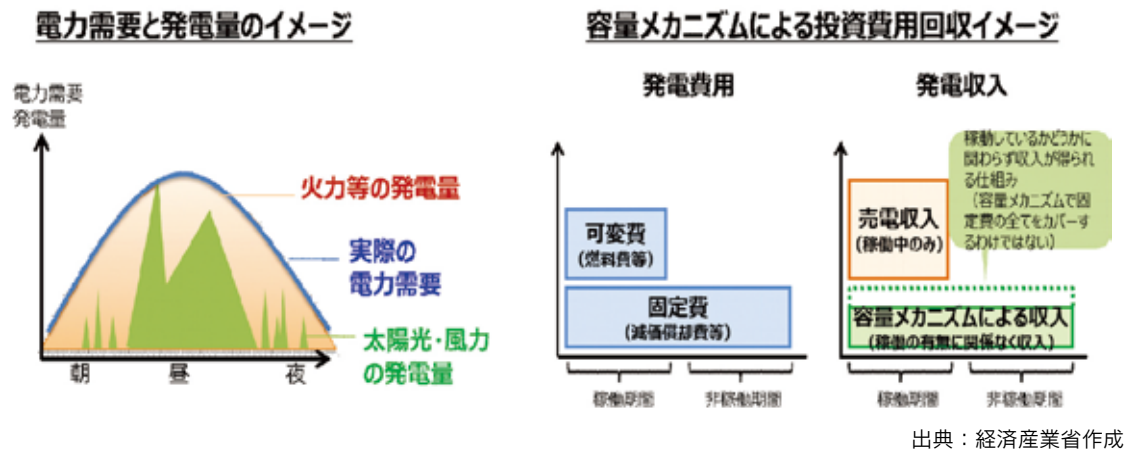 電力需要と発電量のイメージ
電力需要
発電量
火力等の発電量
実際の
電力需要
太陽光・風力
の発電量
朝
昼
夜
容量メカニズムによる投資費用回収イメージ
発電費用
可変費
(燃料費等)
固定費
(減価償却費等)
稼働期間
非稼働期間
発電収入
稼働しているかどうかに
関わらず収入が得られ
る仕組み
(容量メカニズムで固
定費の全てをカバーす
るわけではない)
売電収入
(稼働中のみ)
容量メカニズムによる収入
(稼働の有無に関係なく収入)
稼働期間
非稼働期間
出典:経済産業省作成